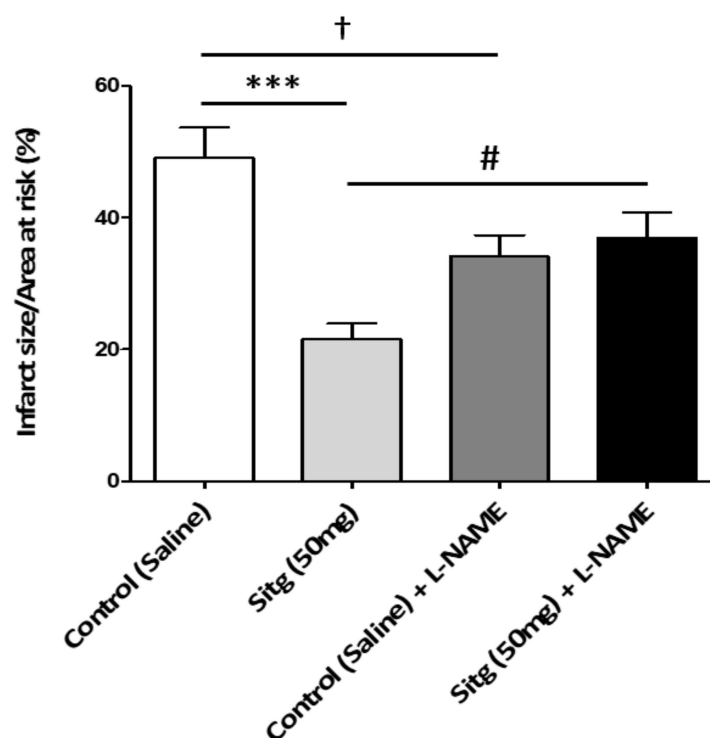 †
***
#
60
40
20
0
Infarct size/Area at risk (%)
Control (Saline)
Sitg (50mg)
Control (Saline) + L-NAME
Sitg (50mg) + L-NAME